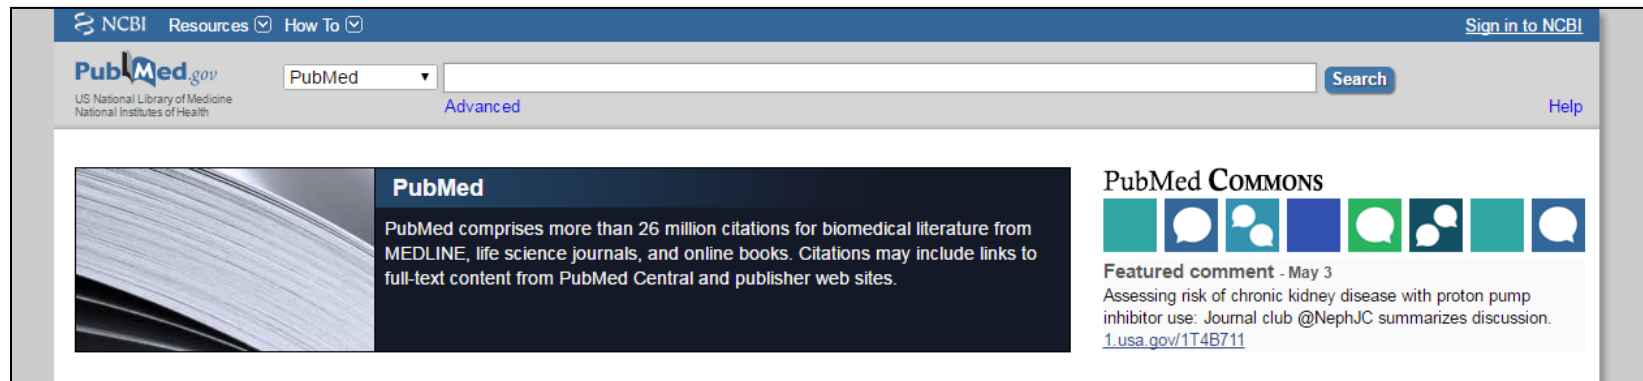 NCBI Resources How To Sign in to NCBI
PubMed.gov
US National Library of Medicine
National Institutes of Health
PubMed
Search
Advanced
Help
PubMed
PubMed comprises more than 26 million citations for biomedical literature from
MEDLINE, life science journals, and online books. Citations may include links to
full-text content from PubMed Central and publisher web sites.
PubMed COMMONS
Featured comment - May 3
Assessing risk of chronic kidney disease with proton pump
inhibitor use: Journal club @NephJC summarizes discussion.
1.usa.gov/1T4B711